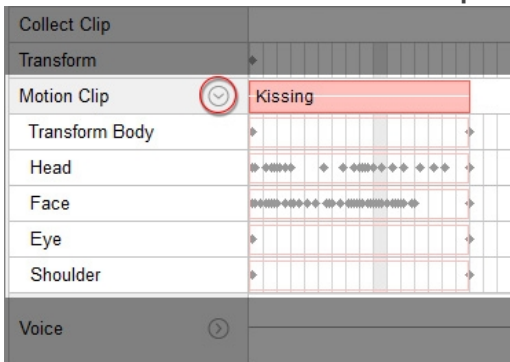 Collect Clip
Transform
Motion Clip Kissing
Transform Body
Head
Face
Eye
Shoulder
Voice